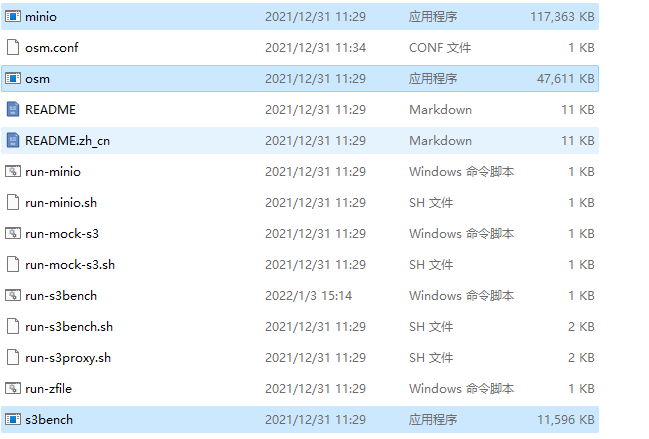 minio 2021/12/31 11:29 应用程序 117,363 KB
osm.conf 2021/12/31 11:34 CONF 文件 1 KB
osm 2021/12/31 11:29 应用程序 47,611 KB
README 2021/12/31 11:29 Markdown 11 KB
README.zh_cn 2021/12/31 11:29 Markdown 11 KB
run-minio 2021/12/31 11:29 Windows 命令脚本 1 KB
run-minio.sh 2021/12/31 11:29 SH 文件 1 KB
run-mock-s3 2021/12/31 11:29 Windows 命令脚本 1 KB
run-mock-s3.sh 2021/12/31 11:29 SH 文件 1 KB
run-s3bench 2022/1/3 15:14 Windows 命令脚本 1 KB
run-s3bench.sh 2021/12/31 11:29 SH 文件 2 KB
run-s3proxy.sh 2021/12/31 11:29 SH 文件 2 KB
run-zfile 2021/12/31 11:29 Windows 命令脚本 1 KB
s3bench 2021/12/31 11:29 应用程序 11,596 KB